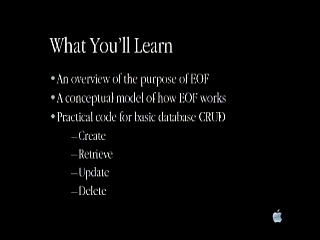 What You'll Learn
•An overview of the purpose of EOF
•A conceptual model of how EOF works
•Practical code for basic database CRUD
–Create
–Retrieve
–Update
–Delete